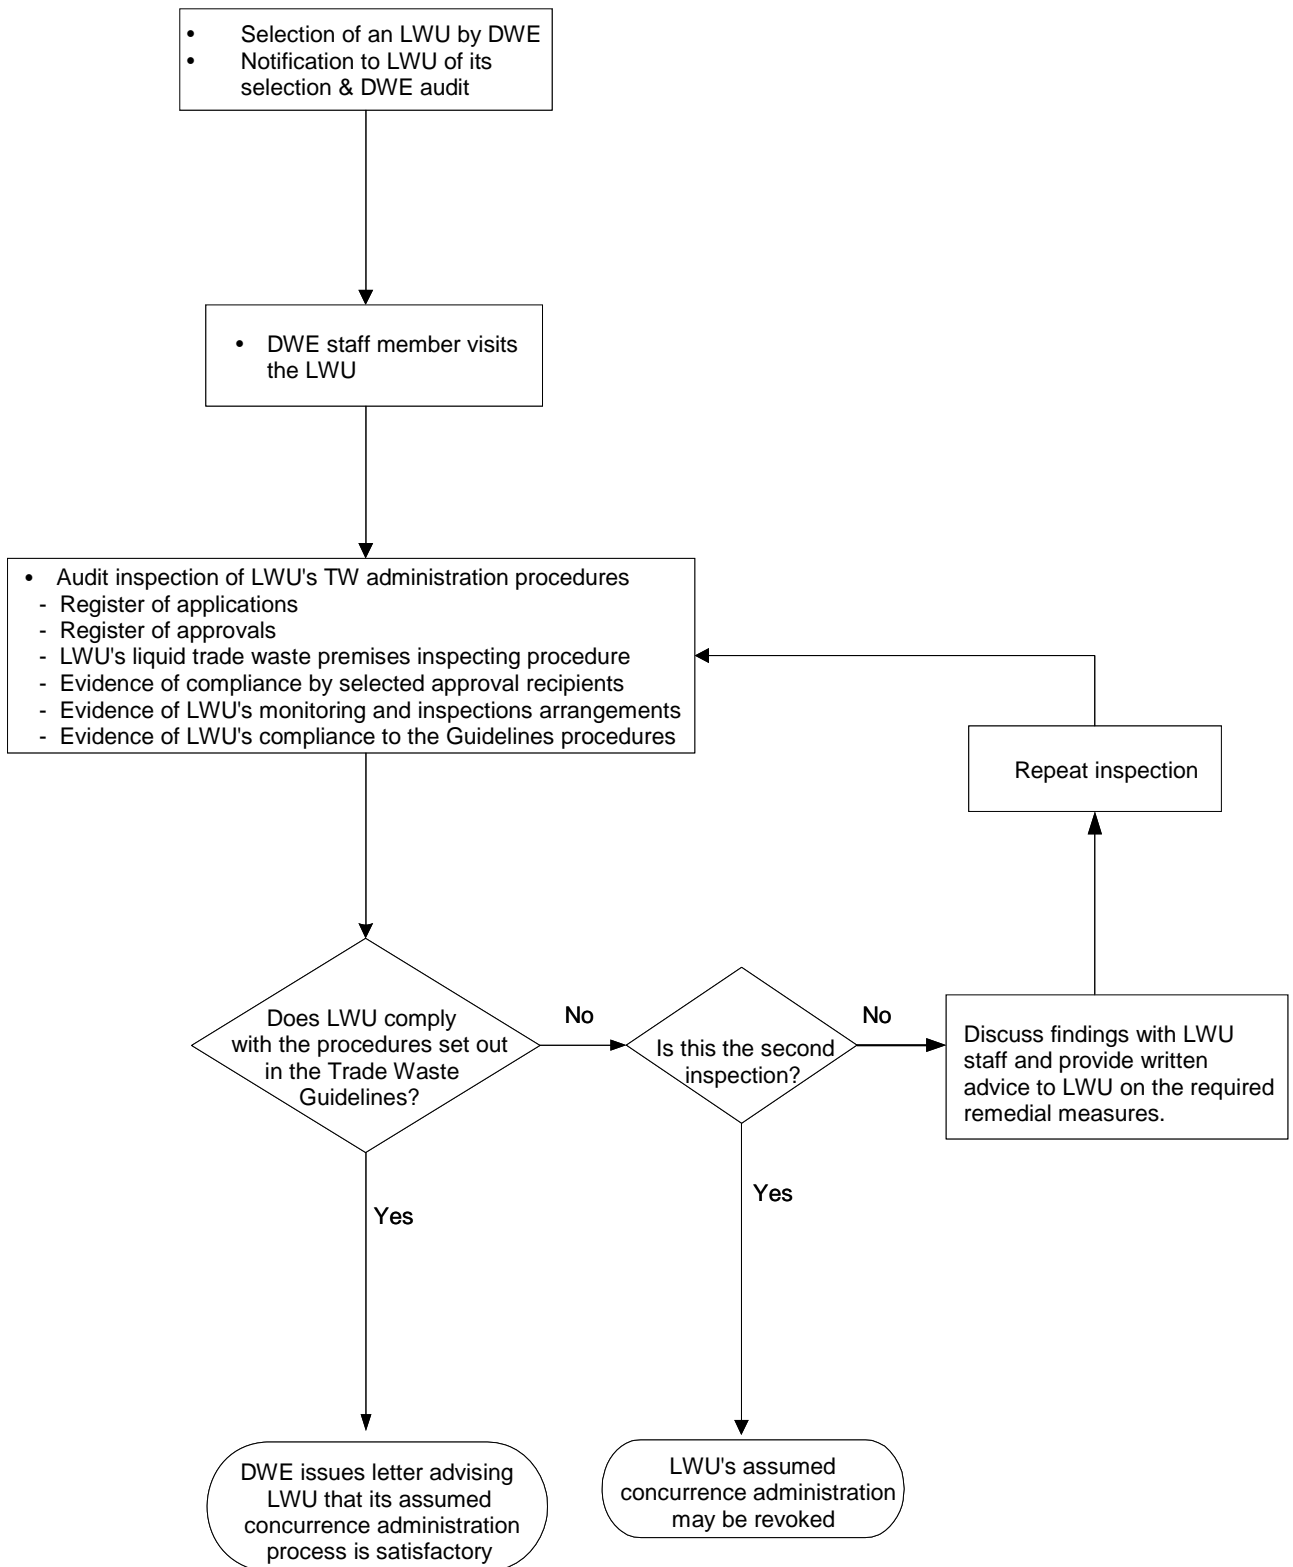 • Selection of an LWU by DWE
• Notification to LWU of its
selection & DWE audit
• DWE staff member visits
the LWU
• Audit inspection of LWU's TW administration procedures
- Register of applications
- Register of approvals
- LWU's liquid trade waste premises inspecting procedure
- Evidence of compliance by selected approval recipients
- Evidence of LWU's monitoring and inspections arrangements
- Evidence of LWU's compliance to the Guidelines procedures
Repeat inspection
Does LWU comply
with the procedures set out
in the Trade Waste
Guidelines?
No
Is this the second
inspection?
No
Discuss findings with LWU
staff and provide written
advice to LWU on the required
remedial measures.
Yes
Yes
DWE issues letter advising
LWU that its assumed
concurrence administration
process is satisfactory
LWU's assumed
concurrence administration
may be revoked